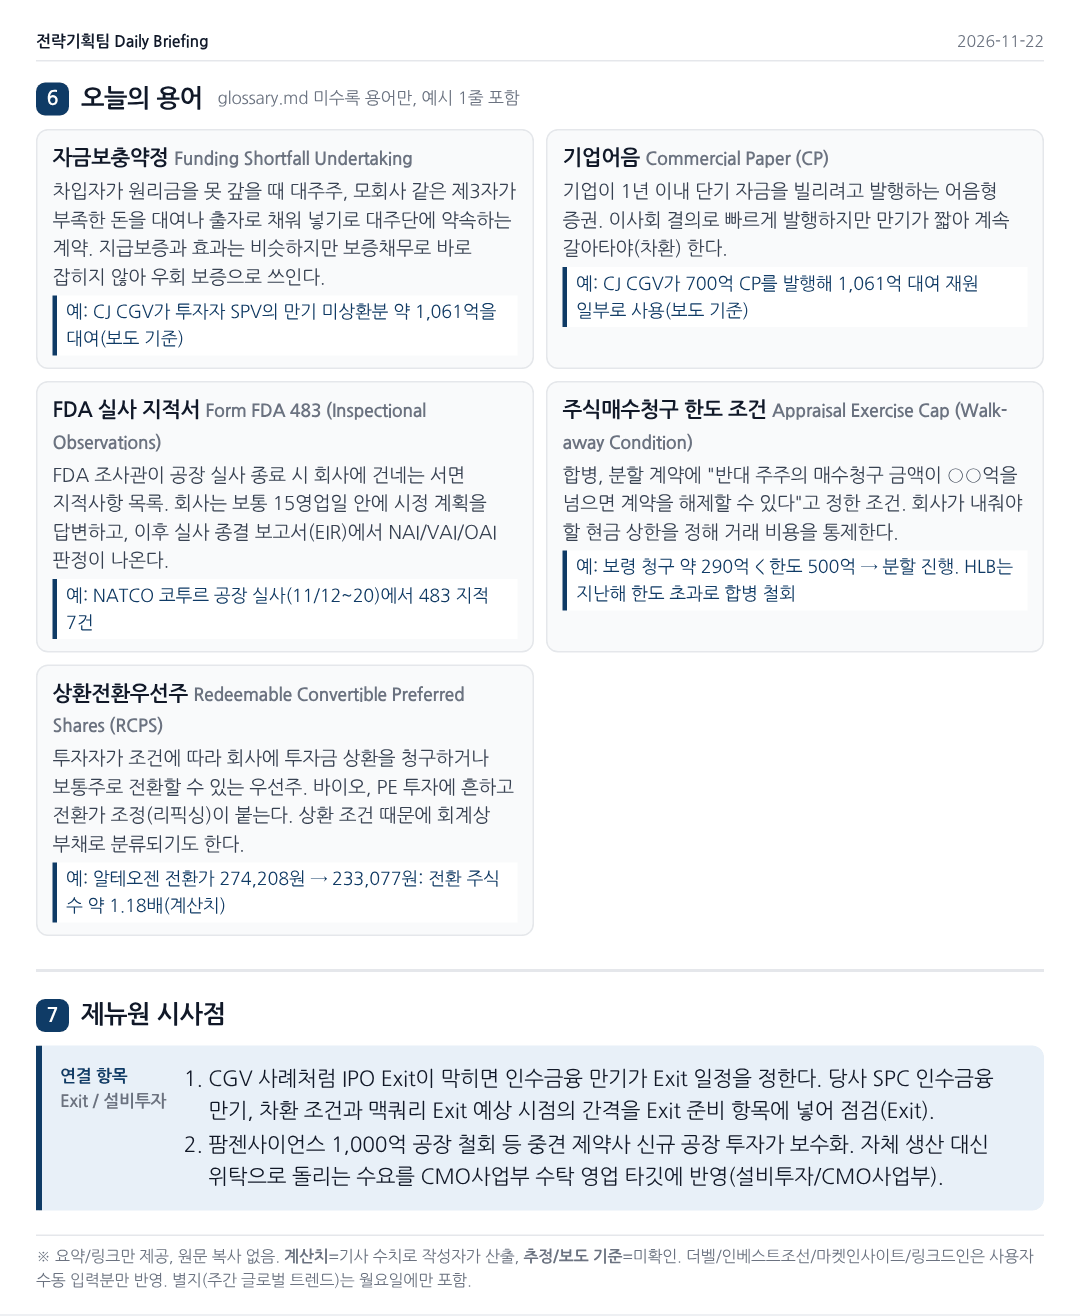 전략기획팀 Daily Briefing
2026-11-22
6 오늘의 용어 glossary.md 미수록 용어만, 예시 1줄 포함
자금보충약정 Funding Shortfall Undertaking
차입자가 원리금을 못 갚을 때 대주주, 모회사 같은 제3자가
부족한 돈을 대여나 출자로 채워 넣기로 대주단에 약속하는
계약. 지급보증과 효과는 비슷하지만 보증채무로 바로
잡히지 않아 우회 보증으로 쓰인다.
예: CJ CGV가 투자자 SPV의 만기 미상환분 약 1,061억을
대여(보도 기준)
기업어음 Commercial Paper (CP)
기업이 1년 이내 단기 자금을 빌리려고 발행하는 어음형
증권. 이사회 결의로 빠르게 발행하지만 만기가 짧아 계속
갈아타야(차환) 한다.
예: CJ CGV가 700억 CP를 발행해 1,061억 대여 재원
일부로 사용(보도 기준)
FDA 실사 지적서 Form FDA 483 (Inspectional
Observations)
FDA 조사관이 공장 실사 종료 시 회사에 건네는 서면
지적사항 목록. 회사는 보통 15영업일 안에 시정 계획을
답변하고, 이후 실사 종결 보고서(EIR)에서 NAI/VAI/OAI
판정이 나온다.
예: NATCO 코투르 공장 실사(11/12~20)에서 483 지적
7건
주식매수청구 한도 조건 Appraisal Exercise Cap (Walk-
away Condition)
합병, 분할 계약에 "반대 주주의 매수청구 금액이 ○○억을
넘으면 계약을 해제할 수 있다"고 정한 조건. 회사가 내줘야
할 현금 상한을 정해 거래 비용을 통제한다.
예: 보령 청구 약 290억 < 한도 500억 → 분할 진행. HLB는
지난해 한도 초과로 합병 철회
상환전환우선주 Redeemable Convertible Preferred
Shares (RCPS)
투자자가 조건에 따라 회사에 투자금 상환을 청구하거나
보통주로 전환할 수 있는 우선주. 바이오, PE 투자에 흔하고
전환가 조정(리픽싱)이 붙는다. 상환 조건 때문에 회계상
부채로 분류되기도 한다.
예: 알테오젠 전환가 274,208원 → 233,077원: 전환 주식
수 약 1.18배(계산치)
7 제뉴원 시사점
연결 항목
Exit / 설비투자
1. CGV 사례처럼 IPO Exit이 막히면 인수금융 만기가 Exit 일정을 정한다. 당사 SPC 인수금융
만기, 차환 조건과 맥쿼리 Exit 예상 시점의 간격을 Exit 준비 항목에 넣어 점검(Exit).
2. 팜젠사이언스 1,000억 공장 철회 등 중견 제약사 신규 공장 투자가 보수화. 자체 생산 대신
위탁으로 돌리는 수요를 CMO사업부 수탁 영업 타깃에 반영(설비투자/CMO사업부).
※ 요약/링크만 제공, 원문 복사 없음. 계산치=기사 수치로 작성자가 산출, 추정/보도 기준=미확인. 더벨/인베스트조선/마켓인사이트/링크드인은 사용자
수동 입력분만 반영. 별지(주간 글로벌 트렌드)는 월요일에만 포함.